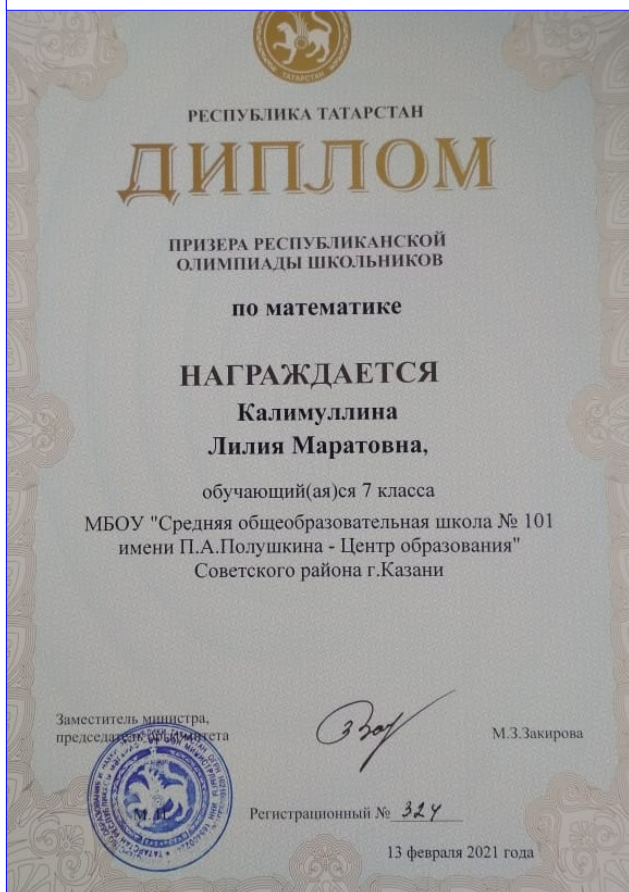 ТАТАРСТАН
РЕСПУБЛИКА ТАТАРСТАН
ДИПЛОМ
ПРИЗЕРА РЕСПУБЛИКАНСКОЙ
ОЛИМПИАДЫ ШКОЛЬНИКОВ
по математике
НАГРАЖДАЕТСЯ
Калимуллина
Лилия Маратовна,
обучающий(ая)ся 7 класса
МБОУ "Средняя общеобразовательная школа № 101
имени П.А.Полушкина - Центр образования"
Советского района г.Казани
Заместитель министра,
председатель оргкомитета
М.З.Закирова
М.П.
Регистрационный № 324
13 февраля 2021 года